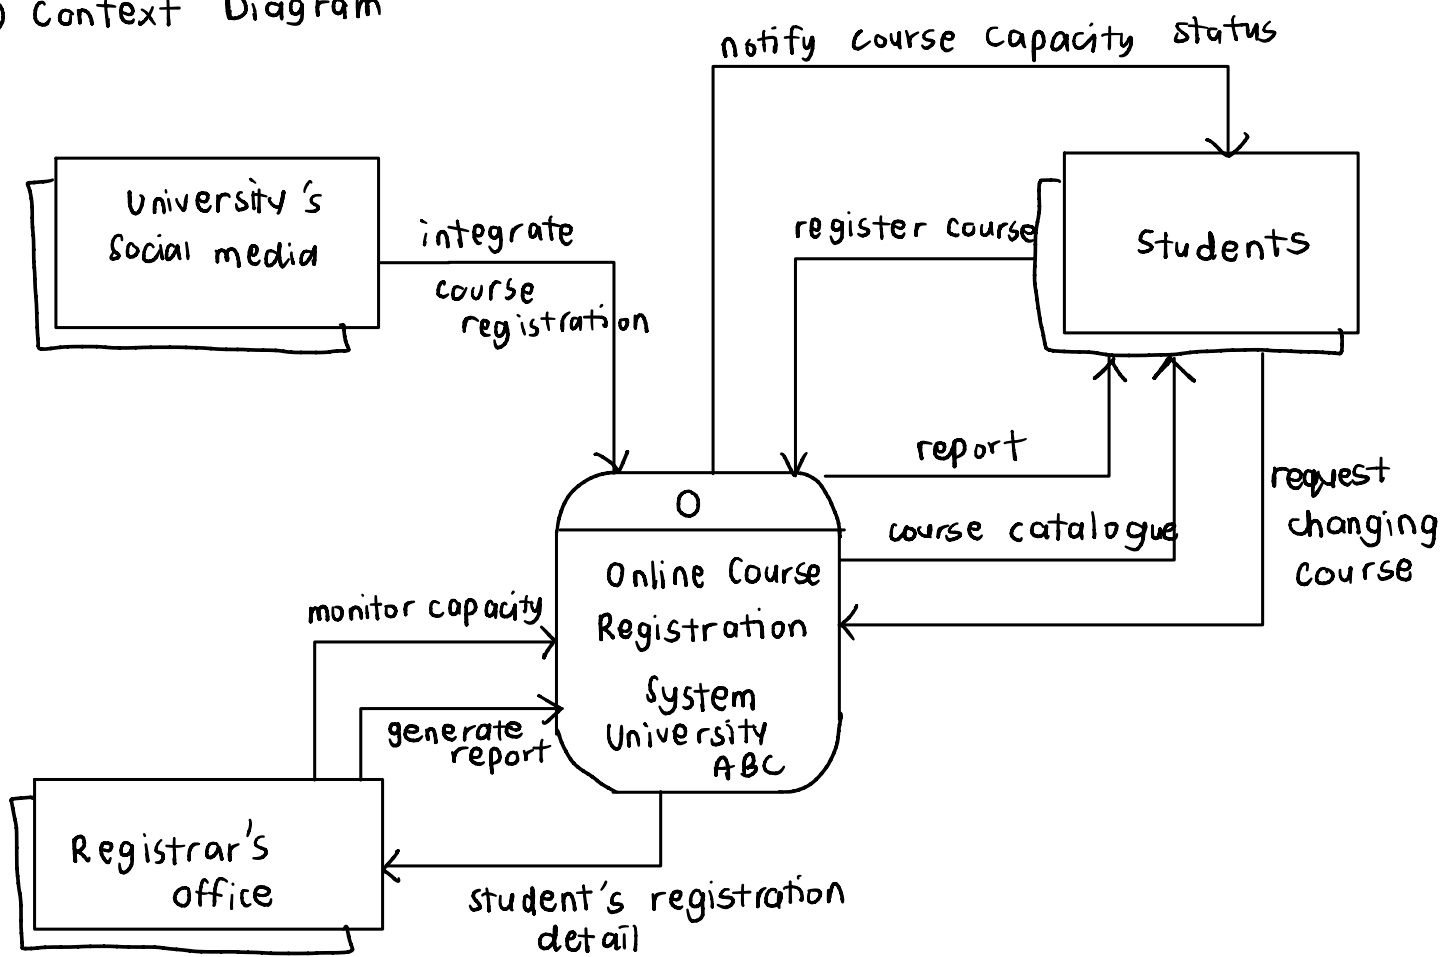 ) Context Diagram
notify course capacity status
University's
social media
integrate
course
registration
register course
Students
report
course catalogue
request
changing
course
0
Online Course
Registration
System
University
ABC
monitor capacity
generate
report
Registrar's
office
student's registration
detail